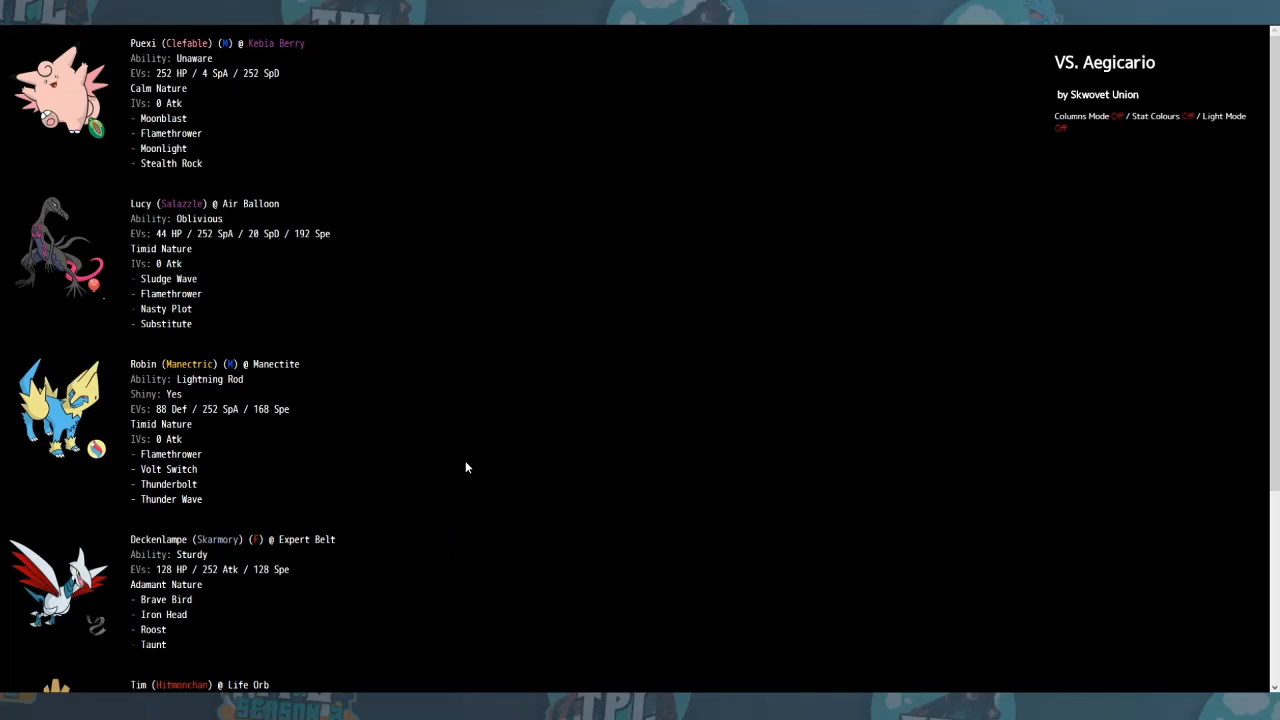 TPL
TPL
Puexi (Clefable) (M) @ Kebia Berry
Ability: Unaware
EVs: 252 HP / 4 SpA / 252 SpD
Calm Nature
IVs: 0 Atk
- Moonblast
- Flamethrower
- Moonlight
- Stealth Rock
VS. Aegicario
by Skwovet Union
Columns Mode Off / Stat Colours Off / Light Mode
Off
Lucy (Salazzle) @ Air Balloon
Ability: Oblivious
EVs: 44 HP / 252 SpA / 20 SpD / 192 Spe
Timid Nature
IVs: 0 Atk
- Sludge Wave
- Flamethrower
- Nasty Plot
- Substitute
Robin (Manectric) (M) @ Manectite
Ability: Lightning Rod
Shiny: Yes
EVs: 88 Def / 252 SpA / 168 Spe
Timid Nature
IVs: 0 Atk
- Flamethrower
- Volt Switch
- Thunderbolt
- Thunder Wave
Deckenlampe (Skarmory) (F) @ Expert Belt
Ability: Sturdy
EVs: 128 HP / 252 Atk / 128 Spe
Adamant Nature
- Brave Bird
- Iron Head
- Roost
- Taunt
Tim (Hitmonchan) @ Life Orb
SEASON
TPL
TPL